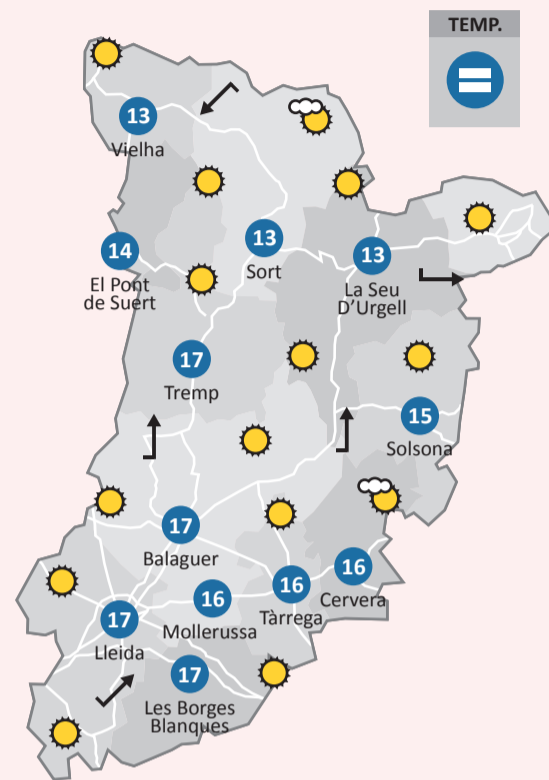 TEMP.
13
Vielha
14
El Pont
de Suert
13
Sort
13
La Seu
D'Urgell
17
Tremp
15
Solsona
17
Balaguer
16
Mollerussa
16
Tàrrega
16
Cervera
17
Lleida
17
Les Borges
Blanques